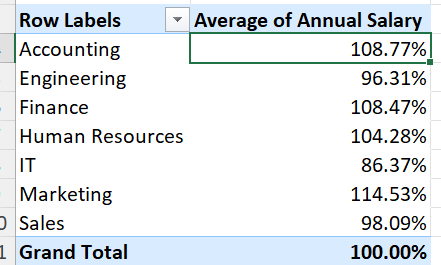 Row Labels Average of Annual Salary
Accounting 108.77%
Engineering 96.31%
Finance 108.47%
Human Resources 104.28%
IT 86.37%
Marketing 114.53%
Sales 98.09%
Grand Total 100.00%